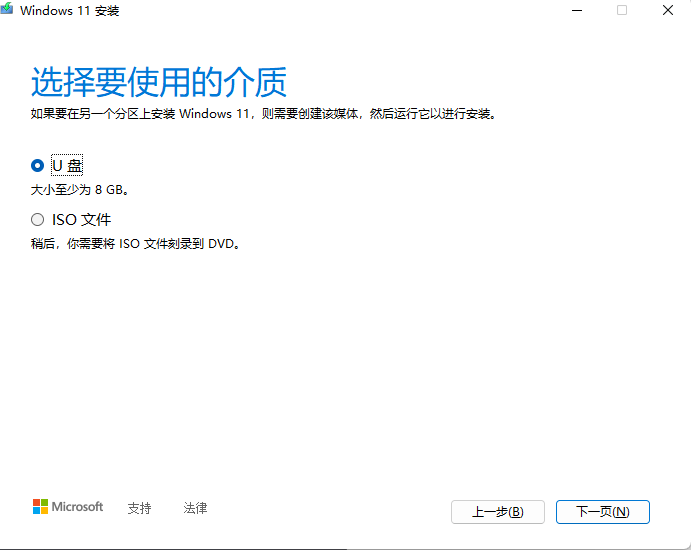 Windows 11 安装
选择要使用的介质
如果要在另一个分区上安装 Windows 11，则需要创建该媒体，然后运行它以进行安装。
U 盘
大小至少为 8 GB。
ISO 文件
稍后，你需要将 ISO 文件刻录到 DVD。
Microsoft 支持 法律 上一步(B) 下一页(N)